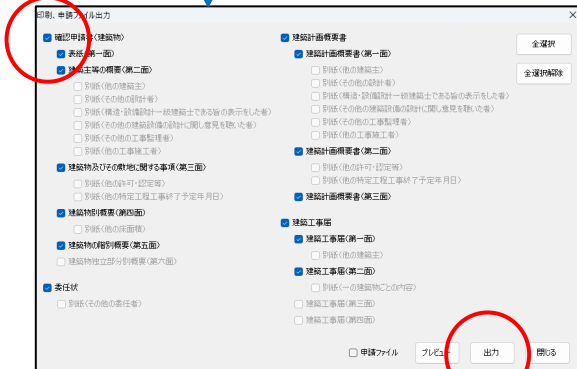 印刷、申請ファイル出力
確認申請書(建築物)
表紙(第一面)
建築主等の概要(第二面)
別紙(他の建築主)
別紙(その他の設計者)
別紙(構造・設備設計一級建築士である旨の表示をした者)
別紙(その他の建築設備の設計に関し意見を聴いた者)
別紙(その他の工事監理者)
別紙(他の工事施工者)
建築物及びその敷地に関する事項(第三面)
別紙(他の許可・認定等)
別紙(他の特定工程工事終了予定年月日)
建築物別概要(第四面)
別紙(他の床面積)
建築物の階別概要(第五面)
建築物独立部分別概要(第六面)
委任状
別紙(その他の委任者)
建築計画概要書
建築計画概要書(第一面)
別紙(他の建築主)
別紙(その他の設計者)
別紙(構造・設備設計一級建築士である旨の表示をした者)
別紙(その他の建築設備の設計に関し意見を聴いた者)
別紙(その他の工事監理者)
別紙(他の工事施工者)
建築計画概要書(第二面)
別紙(他の許可・認定等)
別紙(他の特定工程工事終了予定年月日)
建築計画概要書(第三面)
建築工事届
建築工事届(第一面)
別紙(他の建築主)
建築工事届(第二面)
別紙(一の建築物ごとの内容)
建築工事届(第三面)
建築工事届(第四面)
全選択
全選択解除
申請ファイル
プレビュー
出力
閉じる